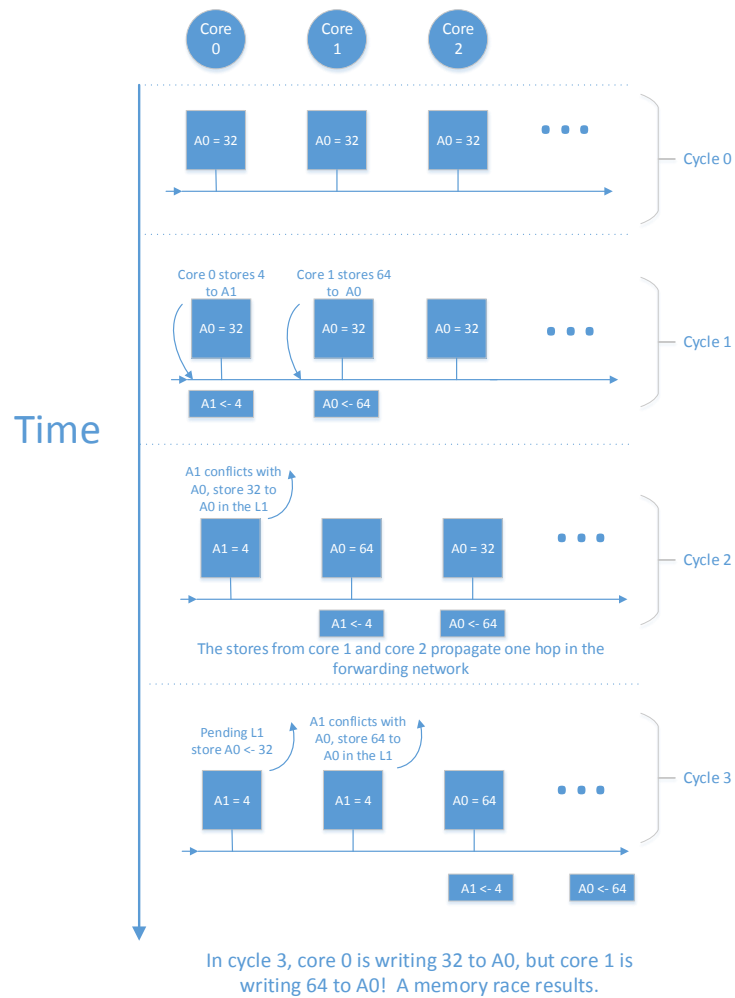 Core
0
Core
1
Core
2
A0 = 32
A0 = 32
A0 = 32
Cycle 0
Core 0 stores 4
to A1
Core 1 stores 64
to A0
A0 = 32
A0 = 32
A0 = 32
Cycle 1
A1 <- 4
A0 <- 64
Time
A1 conflicts with
A0, store 32 to
A0 in the L1
A1 = 4
A0 = 64
A0 = 32
Cycle 2
A1 <- 4
A0 <- 64
The stores from core 1 and core 2 propagate one hop in the
forwarding network
Pending L1
store A0 <- 32
A1 conflicts with
A0, store 64 to
A0 in the L1
A1 = 4
A1 = 4
A0 = 64
Cycle 3
A1 <- 4
A0 <- 64
In cycle 3, core 0 is writing 32 to A0, but core 1 is
writing 64 to A0! A memory race results.